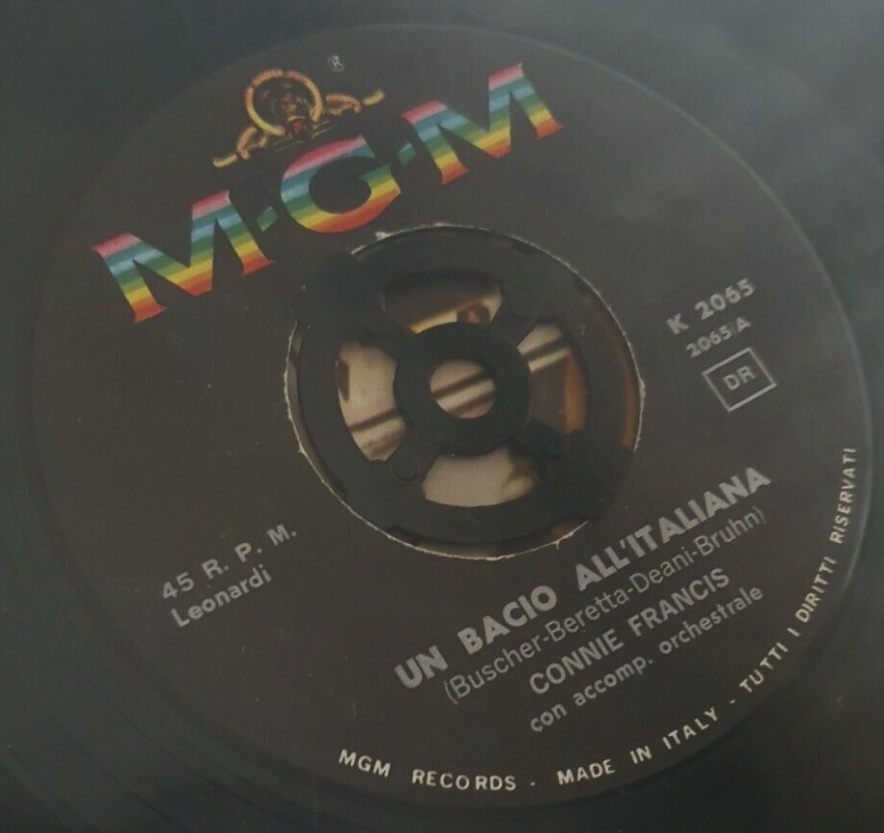 ®
M·G·M
K 2065
2065/A
DR
45 R. P. M.
Leonardi
UN BACIO ALL'ITALIANA
(Buscher-Beretta-Deani-Bruhn)
CONNIE FRANCIS
con accomp. orchestrale
MGM RECORDS - MADE IN ITALY - TUTTI I DIRITTI RISERVATI